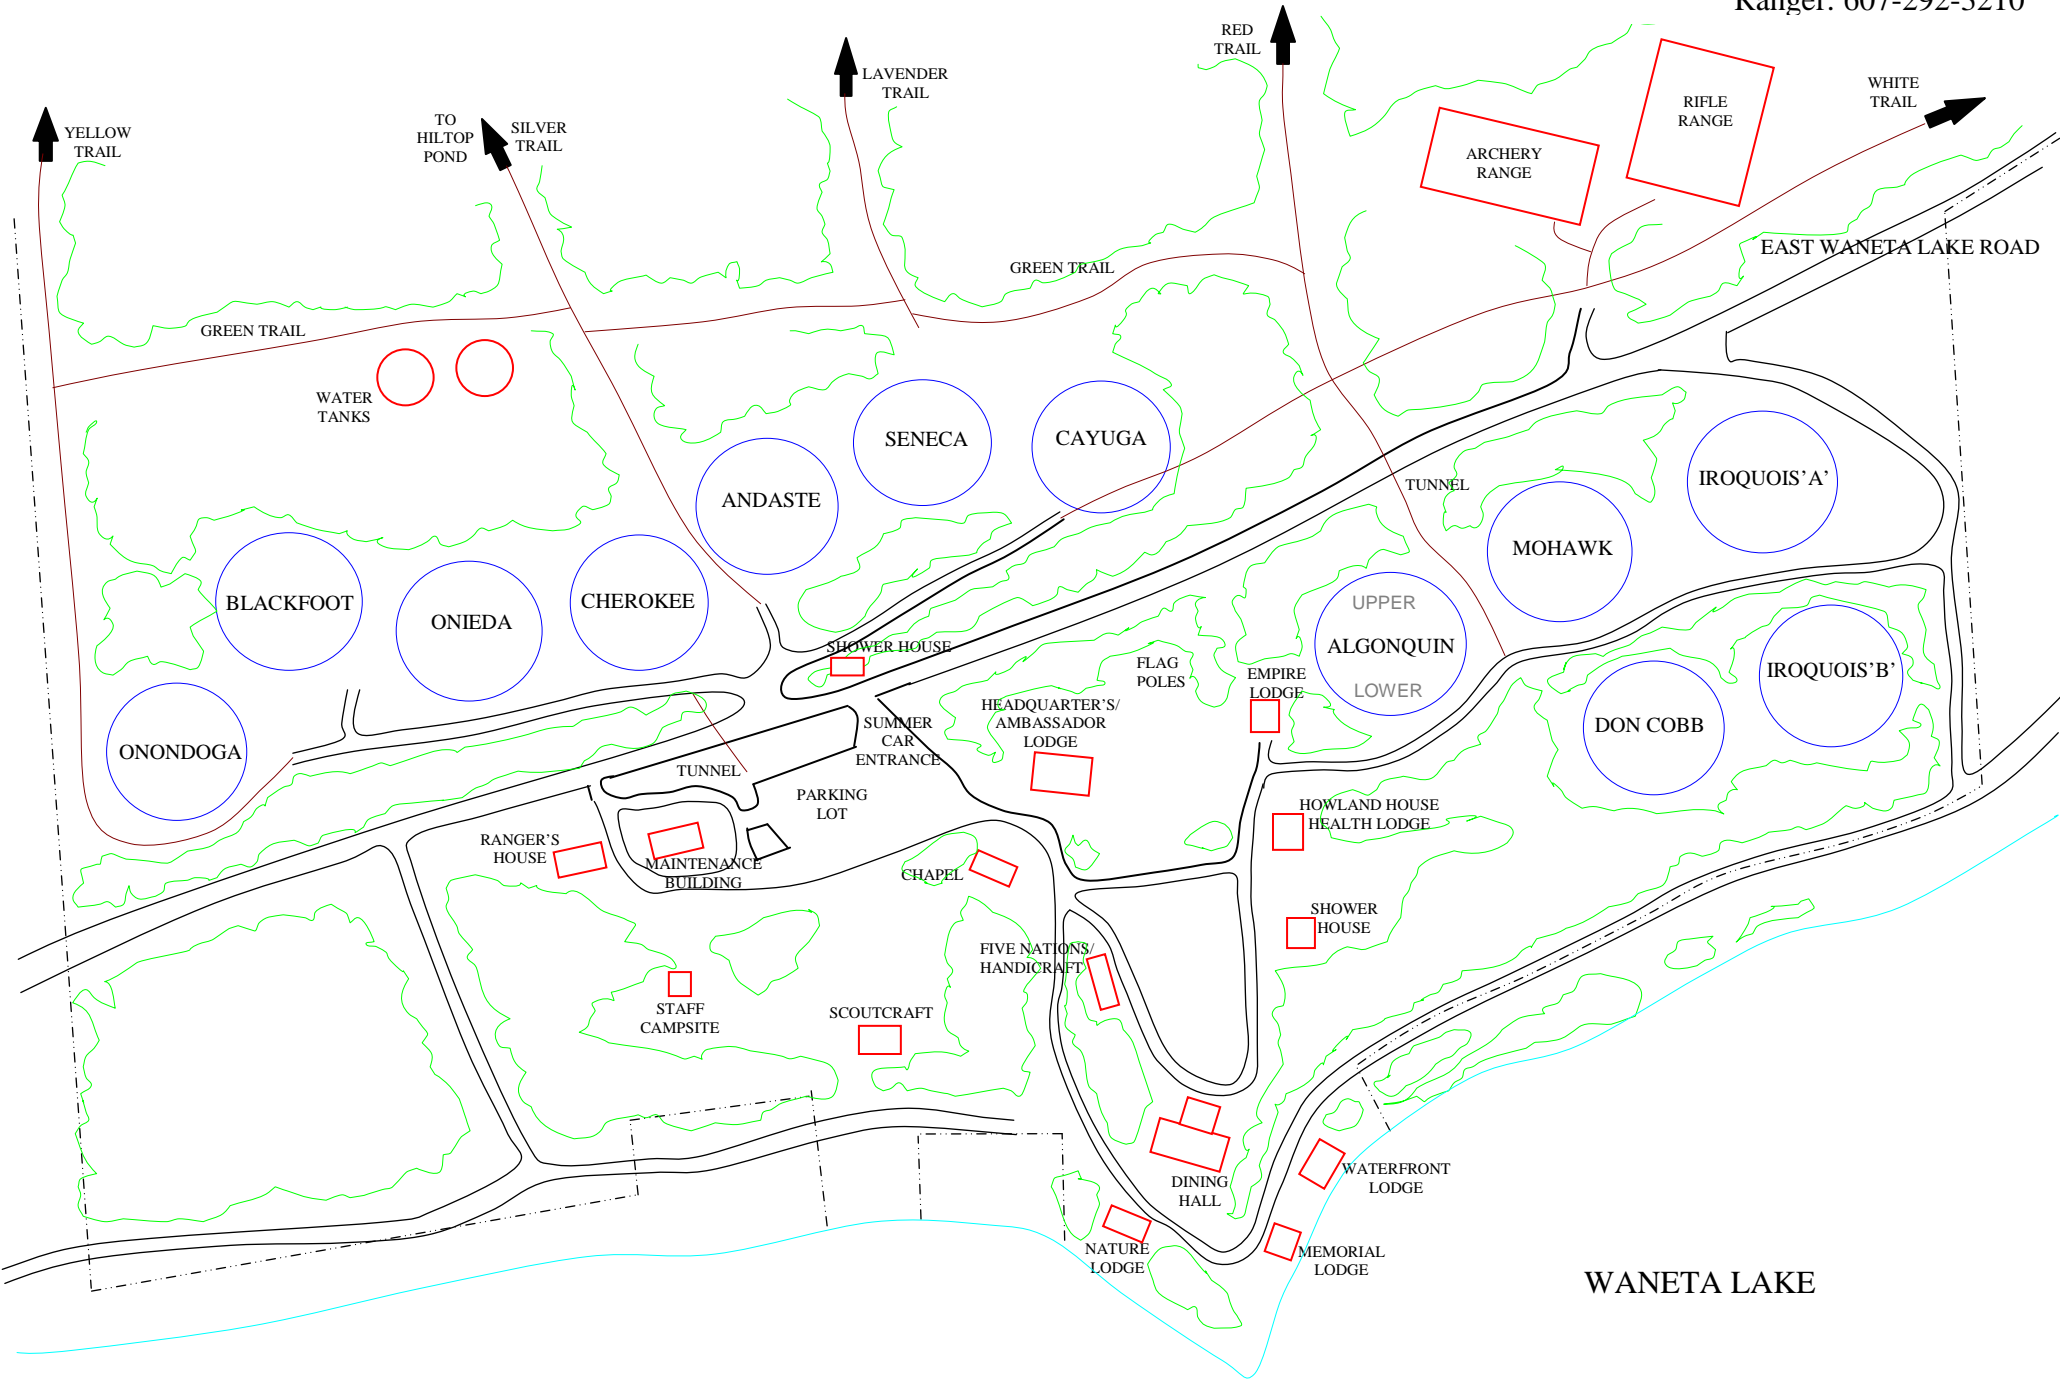 Ranger: 607-292-3210
RED
TRAIL
LAVENDER
TRAIL
WHITE
TRAIL
RIFLE
RANGE
TO
HILTOP
POND
SILVER
TRAIL
YELLOW
TRAIL
ARCHERY
RANGE
EAST WANETA LAKE ROAD
GREEN TRAIL
GREEN TRAIL
WATER
TANKS
SENECA
CAYUGA
ANDASTE
TUNNEL
IROQUOIS'A'
MOHAWK
BLACKFOOT
ONIEDA
CHEROKEE
UPPER
ALGONQUIN
LOWER
SHOWER HOUSE
FLAG
POLES
EMPIRE
LODGE
IROQUOIS'B'
DON COBB
HEADQUARTER'S/
AMBASSADOR
LODGE
SUMMER
CAR
ENTRANCE
ONONDOGA
TUNNEL
PARKING
LOT
HOWLAND HOUSE
HEALTH LODGE
RANGER'S
HOUSE
MAINTENANCE
BUILDING
CHAPEL
SHOWER
HOUSE
FIVE NATIONS/
HANDICRAFT
STAFF
CAMPSITE
SCOUTCRAFT
DINING
HALL
WATERFRONT
LODGE
NATURE
LODGE
MEMORIAL
LODGE
WANETA LAKE